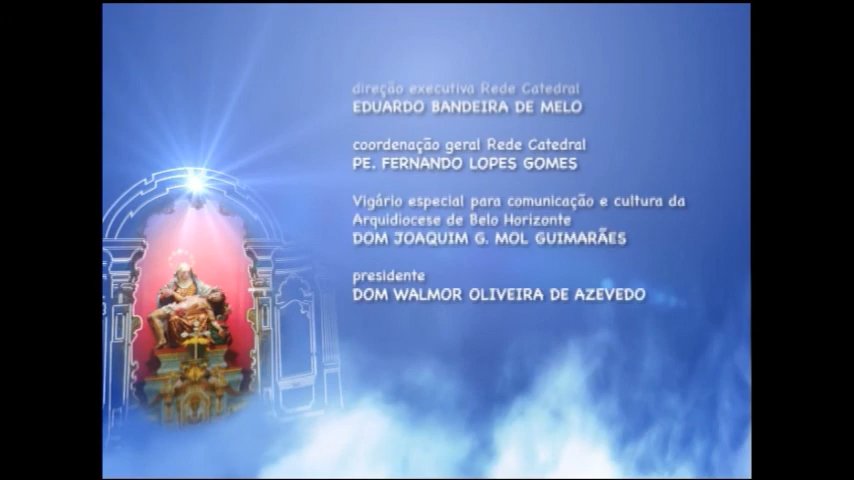 direção executiva Rede Catedral
EDUARDO BANDEIRA DE MELO
coordenação geral Rede Catedral
PE. FERNANDO LOPES GOMES
Vigário especial para comunicação e cultura da
Arquidiocese de Belo Horizonte
DOM JOAQUIM G. MOL GUIMARÃES
presidente
DOM WALMOR OLIVEIRA DE AZEVEDO